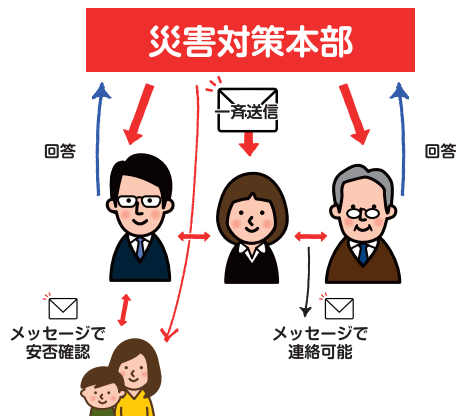 災害対策本部
一斉送信
回答
回答
メッセージで
安否確認
メッセージで
連絡可能